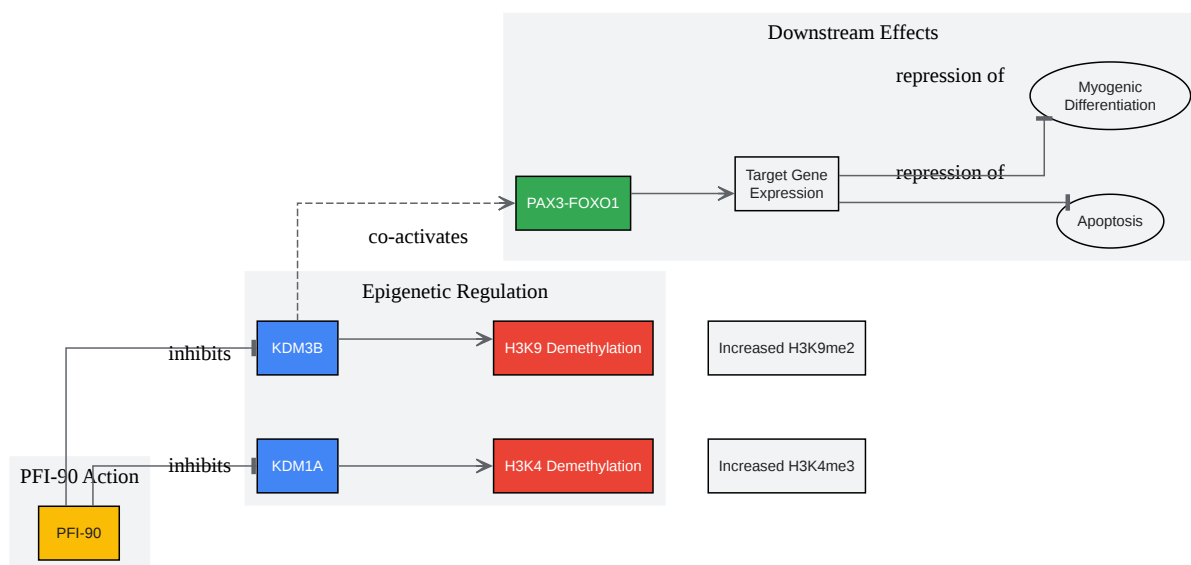 Downstream Effects
repression of
Myogenic
Differentiation
repression of
Target Gene
Expression
PAX3-FOXO1
Apoptosis
co-activates
Epigenetic Regulation
inhibits
KDM3B
H3K9 Demethylation
Increased H3K9me2
inhibits
KDM1A
H3K4 Demethylation
Increased H3K4me3
PFI-90 Action
PFI-90